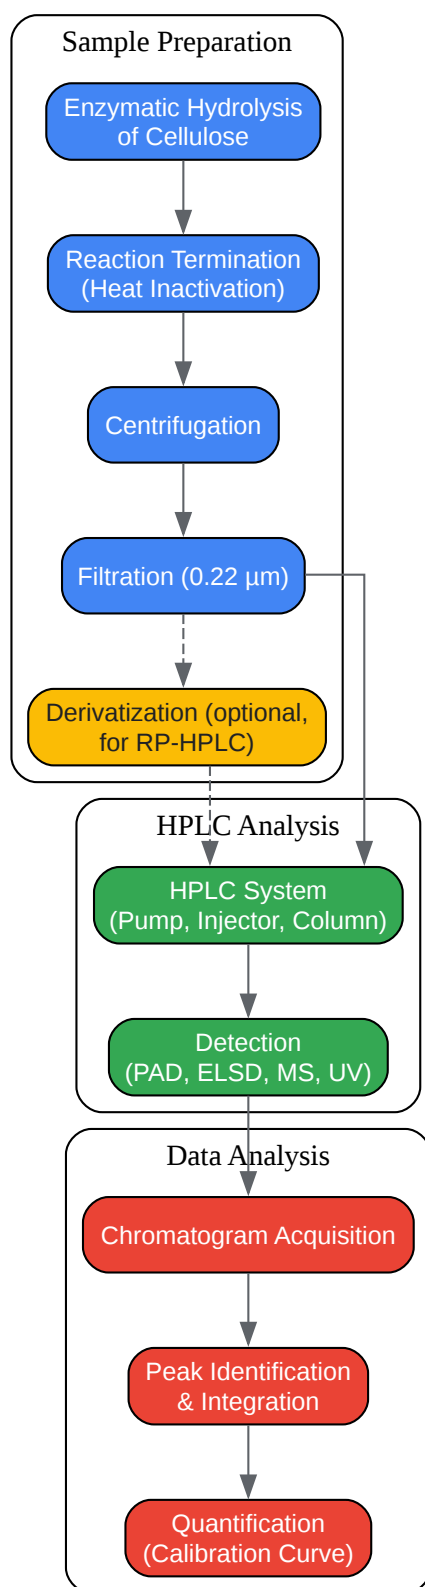 Sample Preparation
Enzymatic Hydrolysis
of Cellulose
Reaction Termination
(Heat Inactivation)
Centrifugation
Filtration (0.22 µm)
Derivatization (optional,
for RP-HPLC)
HPLC Analysis
HPLC System
(Pump, Injector, Column)
Detection
(PAD, ELSD, MS, UV)
Data Analysis
Chromatogram Acquisition
Peak Identification
& Integration
Quantification
(Calibration Curve)